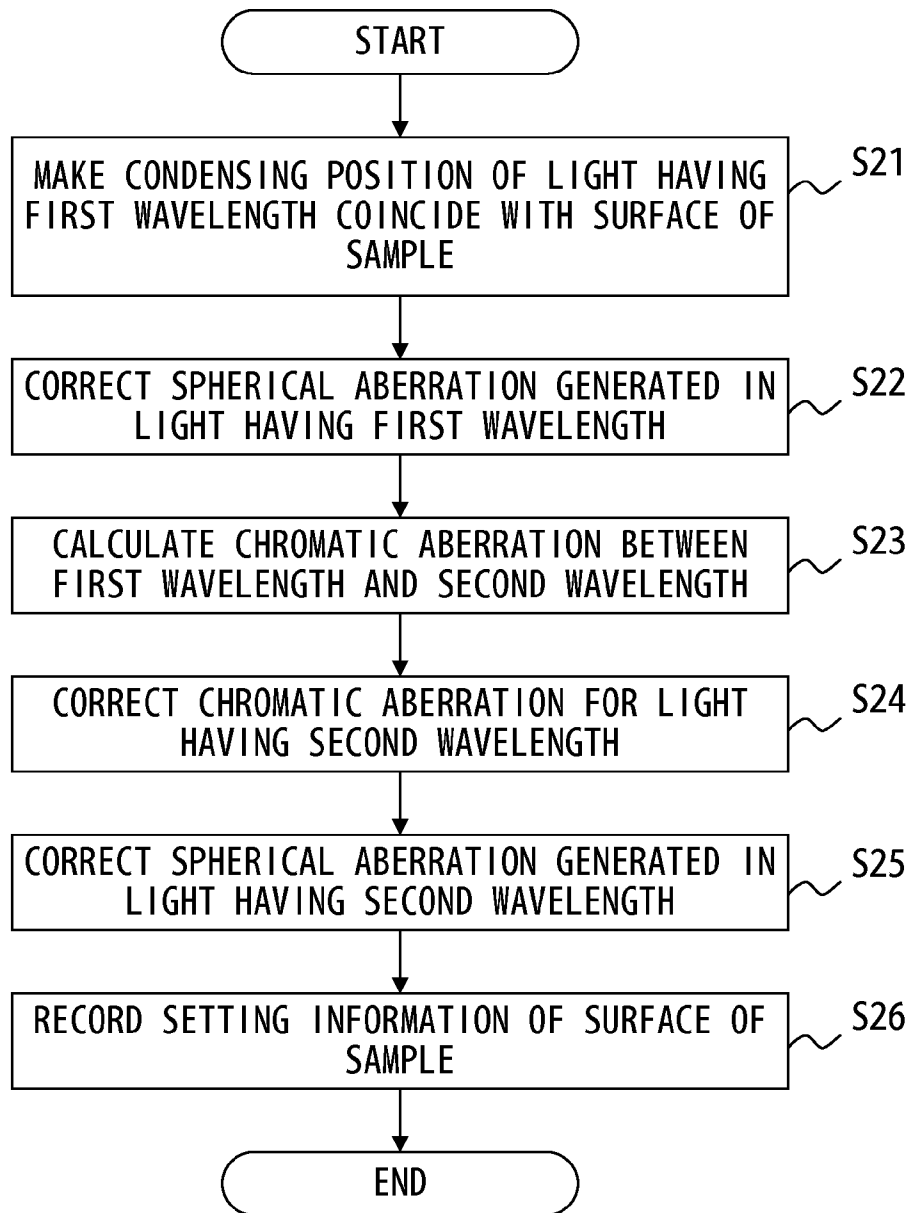 START
MAKE CONDENSING POSITION OF LIGHT HAVING
FIRST WAVELENGTH COINCIDE WITH SURFACE OF
SAMPLE
S21
CORRECT SPHERICAL ABERRATION GENERATED IN
LIGHT HAVING FIRST WAVELENGTH
S22
CALCULATE CHROMATIC ABERRATION BETWEEN
FIRST WAVELENGTH AND SECOND WAVELENGTH
S23
CORRECT CHROMATIC ABERRATION FOR LIGHT
HAVING SECOND WAVELENGTH
S24
CORRECT SPHERICAL ABERRATION GENERATED IN
LIGHT HAVING SECOND WAVELENGTH
S25
RECORD SETTING INFORMATION OF SURFACE OF
SAMPLE
S26
END